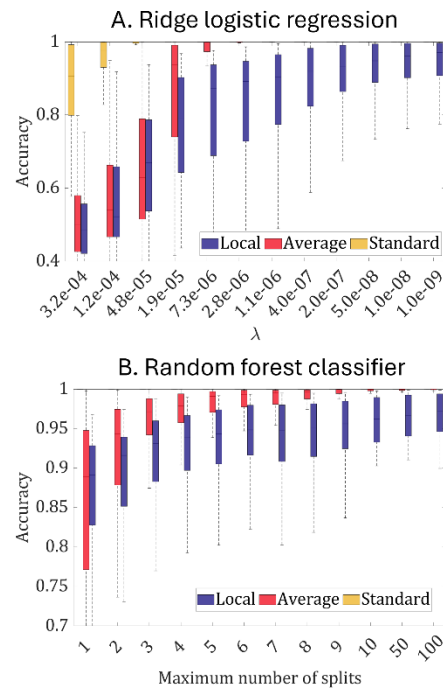 A. Ridge logistic regression
1
0.8
0.6
0.4
Accuracy
Local Average Standard
3.2e-04 1.2e-04 4.8e-05 1.9e-05 7.3e-06 2.8e-06 1.1e-06 4.0e-07 2.0e-07 5.0e-08 1.0e-08 1.0e-09
λ
B. Random forest classifier
1
0.95
0.9
0.85
0.8
0.75
0.7
Accuracy
Local Average Standard
1 2 3 4 5 6 7 8 9 10 50 100
Maximum number of splits